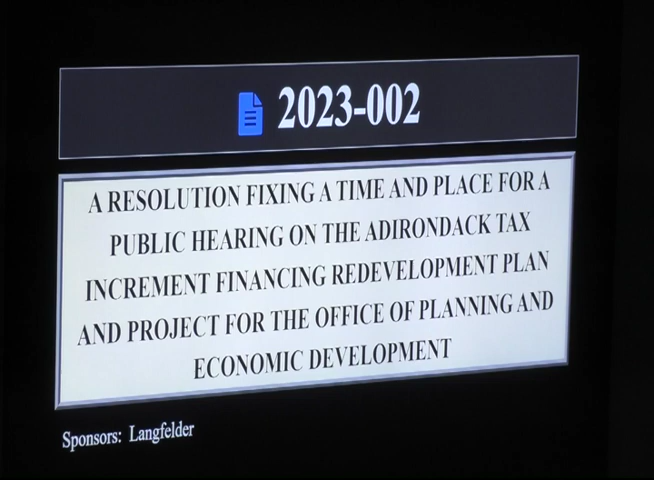 2023-002
A RESOLUTION FIXING A TIME AND PLACE FOR A
PUBLIC HEARING ON THE ADIRONDACK TAX
INCREMENT FINANCING REDEVELOPMENT PLAN
AND PROJECT FOR THE OFFICE OF PLANNING AND
ECONOMIC DEVELOPMENT
Sponsors: Langfelder